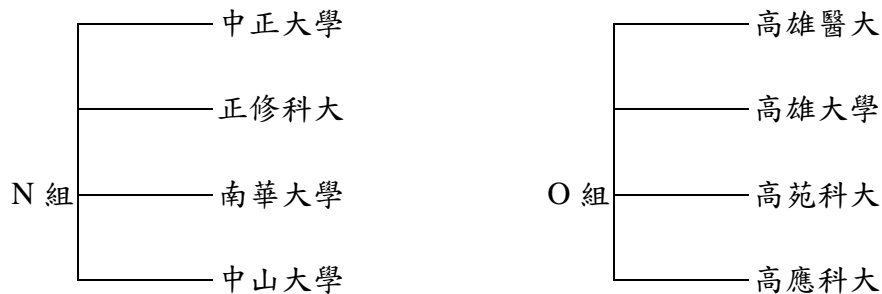 中正大學
正修科大
N 組
南華大學
中山大學
高雄醫大
高雄大學
O 組
高苑科大
高應科大